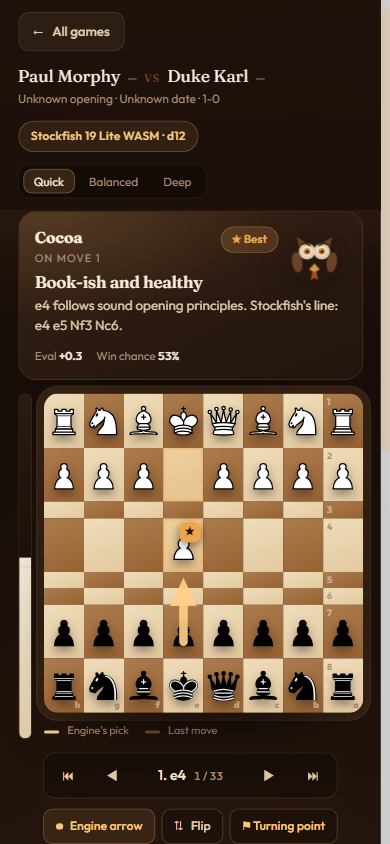 ← All games
Paul Morphy – VS Duke Karl –
Unknown opening · Unknown date · 1-0
Stockfish 19 Lite WASM · d12
Quick Balanced Deep
Cocoa
★ Best
ON MOVE 1
Book-ish and healthy
e4 follows sound opening principles. Stockfish's line:
e4 e5 Nf3 Nc6.
Eval +0.3 Win chance 53%
1
2
3
4
5
6
7
8
h g f e d c b a
Engine's pick Last move
1. e4 1 / 33
Engine arrow Flip Turning point